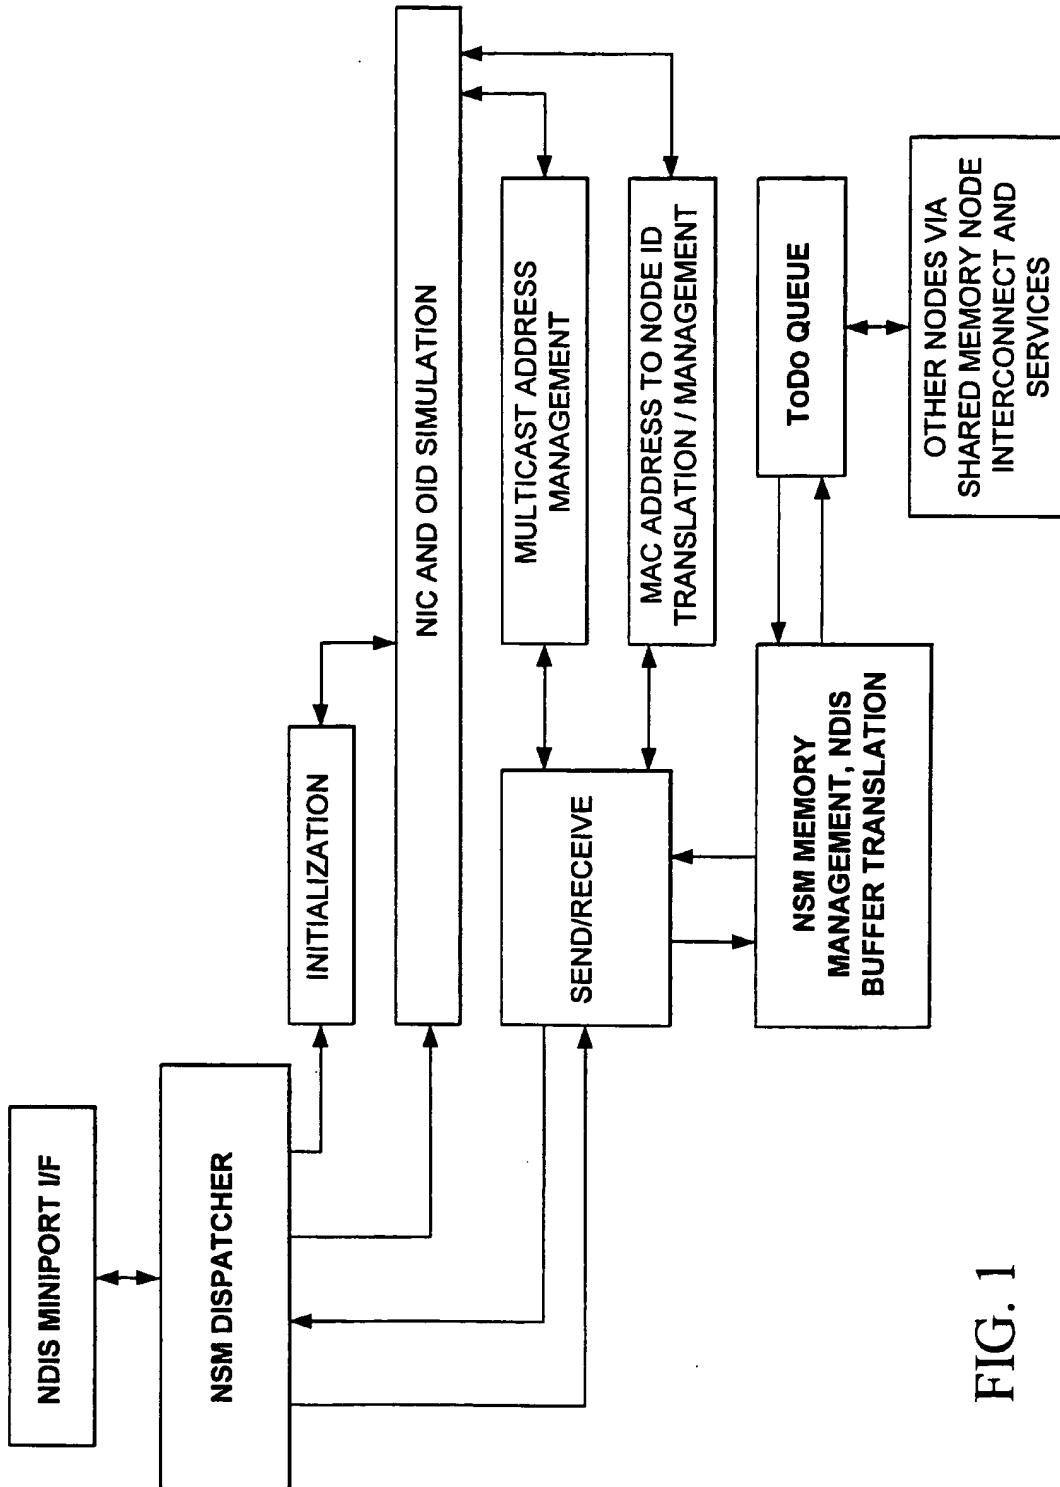 NDIS MINIPORT I/F
NSM DISPATCHER
INITIALIZATION
NIC AND OID SIMULATION
SEND/RECEIVE
MULTICAST ADDRESS
MANAGEMENT
MAC ADDRESS TO NODE ID
TRANSLATION / MANAGEMENT
NSM MEMORY
MANAGEMENT, NDIS
BUFFER TRANSLATION
ToDo QUEUE
OTHER NODES VIA
SHARED MEMORY NODE
INTERCONNECT AND
SERVICES
FIG. 1